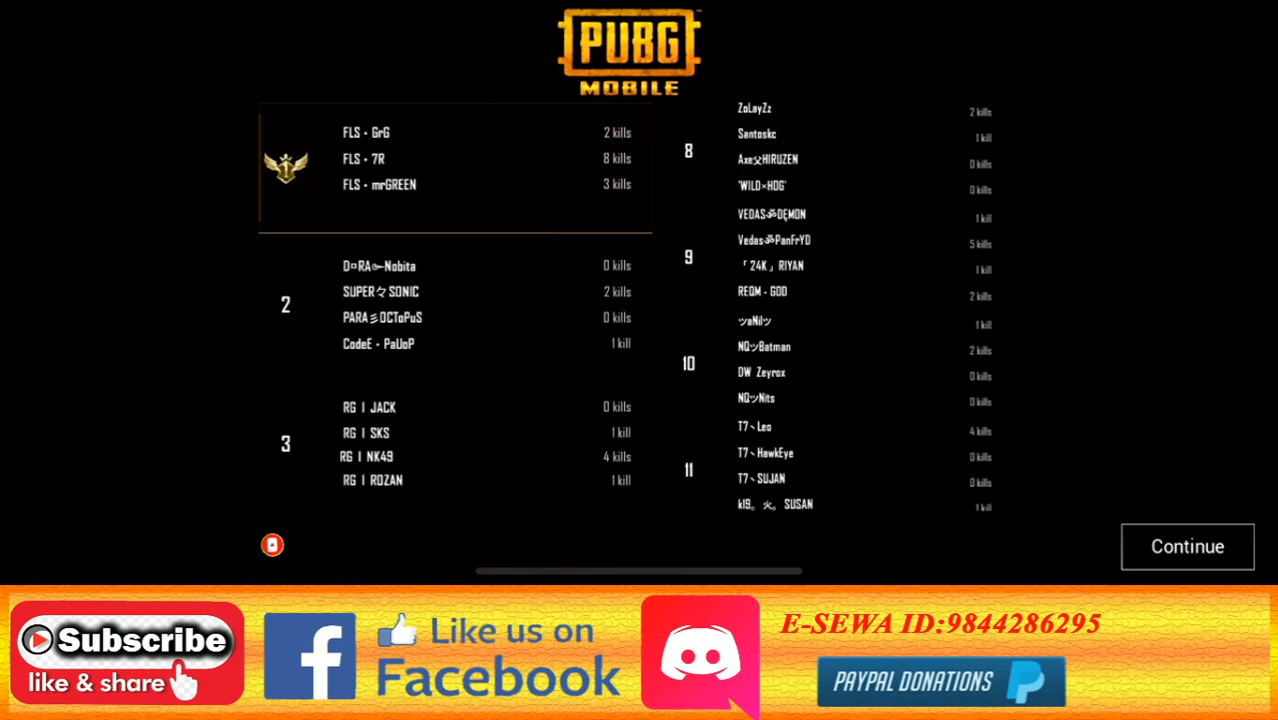 PUBG
MOBILE
FLS • GrG 2 kills
FLS • 7R 8 kills
FLS • mrGREEN 3 kills
2
D¤RA๛Nobita 0 kills
SUPER々SONIC 2 kills
PARA彡OCToPuS 0 kills
CodE • PaUoP 1 kill
3
RG | JACK 0 kills
RG | SKS 1 kill
RG | NK49 4 kills
RG | ROZAN 1 kill
8
ZoLayZz 2 kills
Santoskc 1 kill
Axe父HIRUZEN 0 kills
'WILD×HOG' 0 kills
9
VEDASॐDĘMON 1 kill
VedasॐPanFrYD 5 kills
「24K」RIYAN 1 kill
REQM • GOD 2 kills
10
ツaNilツ 1 kill
NQツBatman 2 kills
OW Zeyrox 0 kills
NQツNits 0 kills
11
T7丶Leo 4 kills
T7丶HawkEye 0 kills
T7丶SUJAN 0 kills
k19。火。SUSAN 1 kill
Continue
Subscribe
like & share
Like us on
Facebook
E-SEWA ID:9844286295
PAYPAL DONATIONS